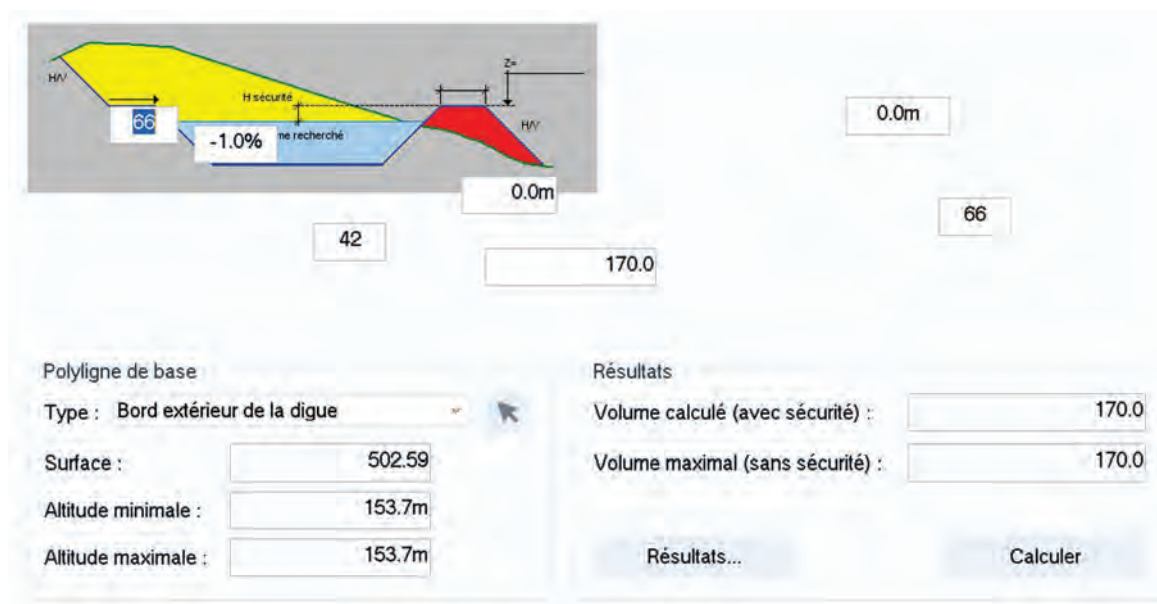 H/V
Z=
H sécurité
0.0m
66
H/V
-1.0%
me recherché
0.0m
66
42
170.0
Polyligne de base
Type : Bord extérieur de la digue
Surface : 502.59
Altitude minimale : 153.7m
Altitude maximale : 153.7m
Résultats
Volume calculé (avec sécurité) : 170.0
Volume maximal (sans sécurité) : 170.0
Résultats...
Calculer